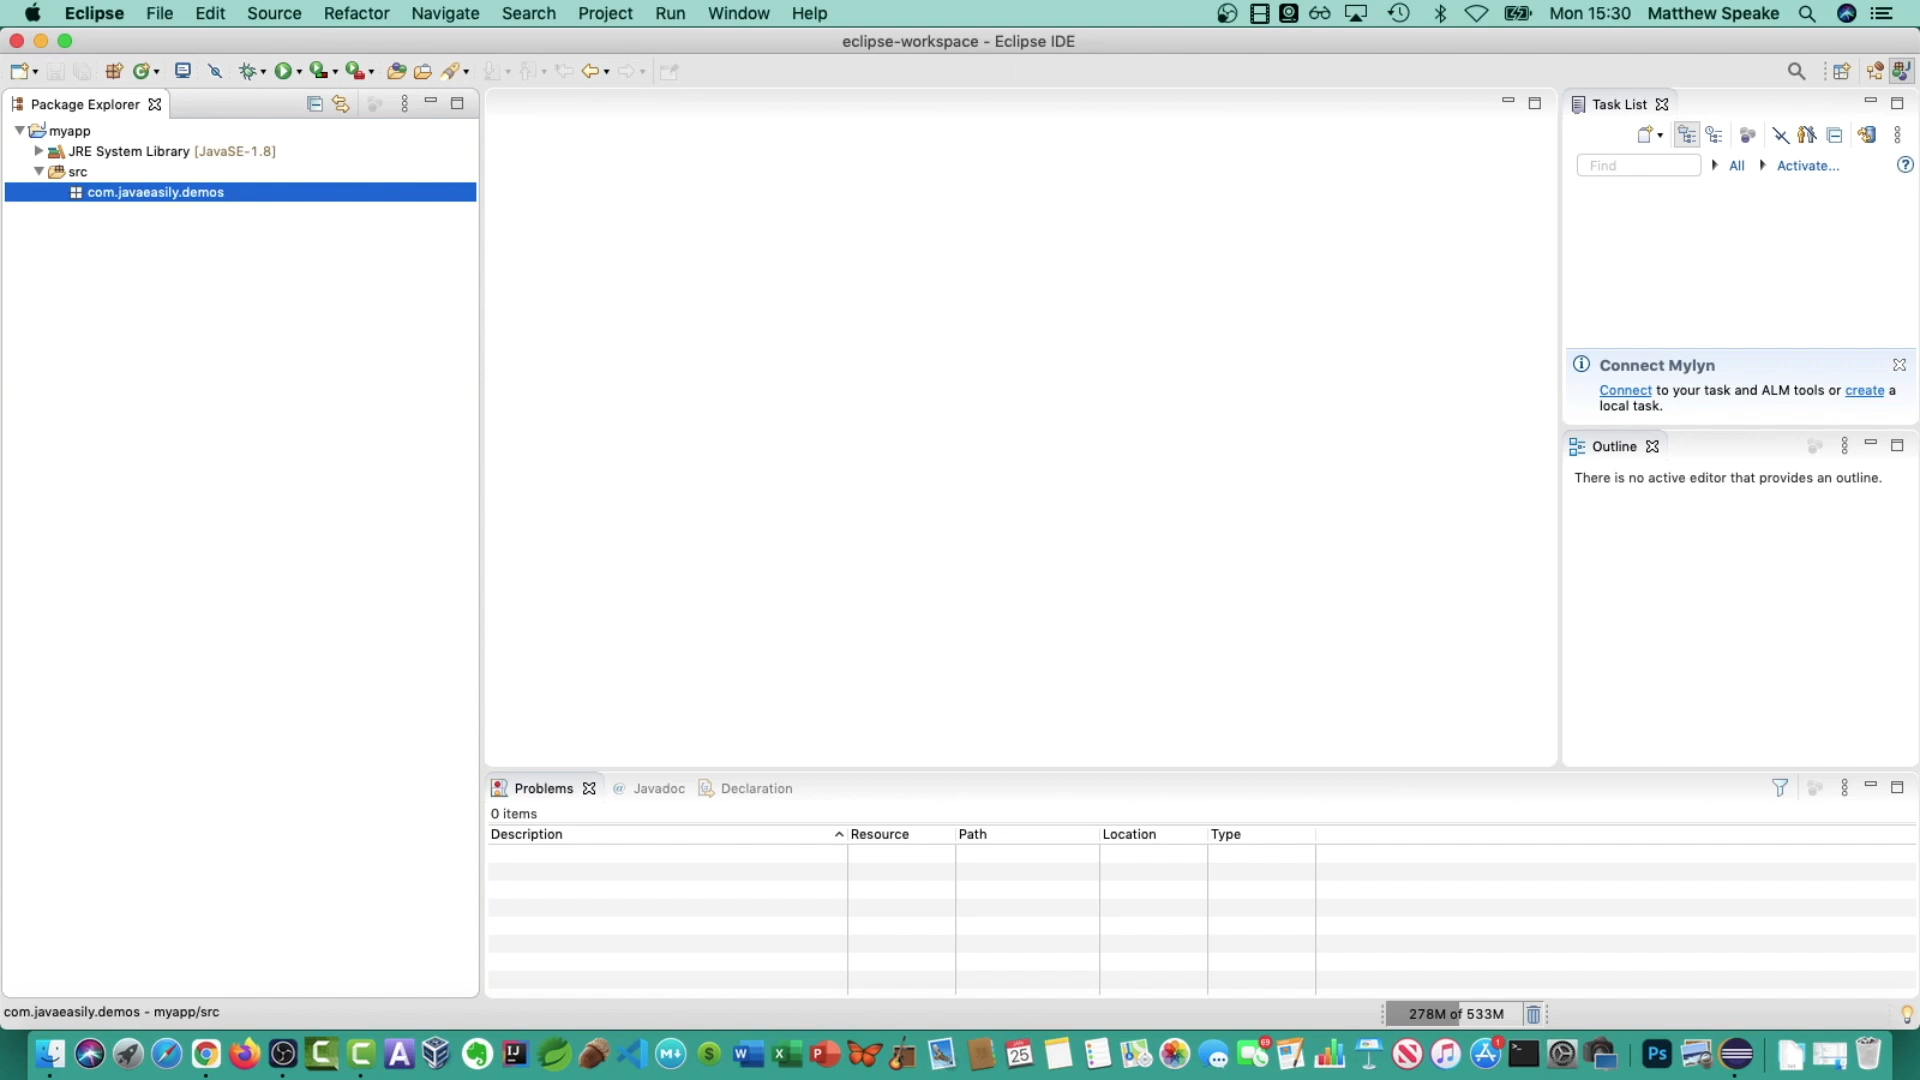 Eclipse File Edit Source Refactor Navigate Search Project Run Window Help Mon 15:30 Matthew Speake
eclipse-workspace - Eclipse IDE
Package Explorer
Task List
myapp
JRE System Library [JavaSE-1.8]
src
com.javaeasily.demos
Find All Activate...
Connect Mylyn
Connect to your task and ALM tools or create a
local task.
Outline
There is no active editor that provides an outline.
Problems @ Javadoc Declaration
0 items
Description Resource Path Location Type
com.javaeasily.demos - myapp/src
278M of 533M